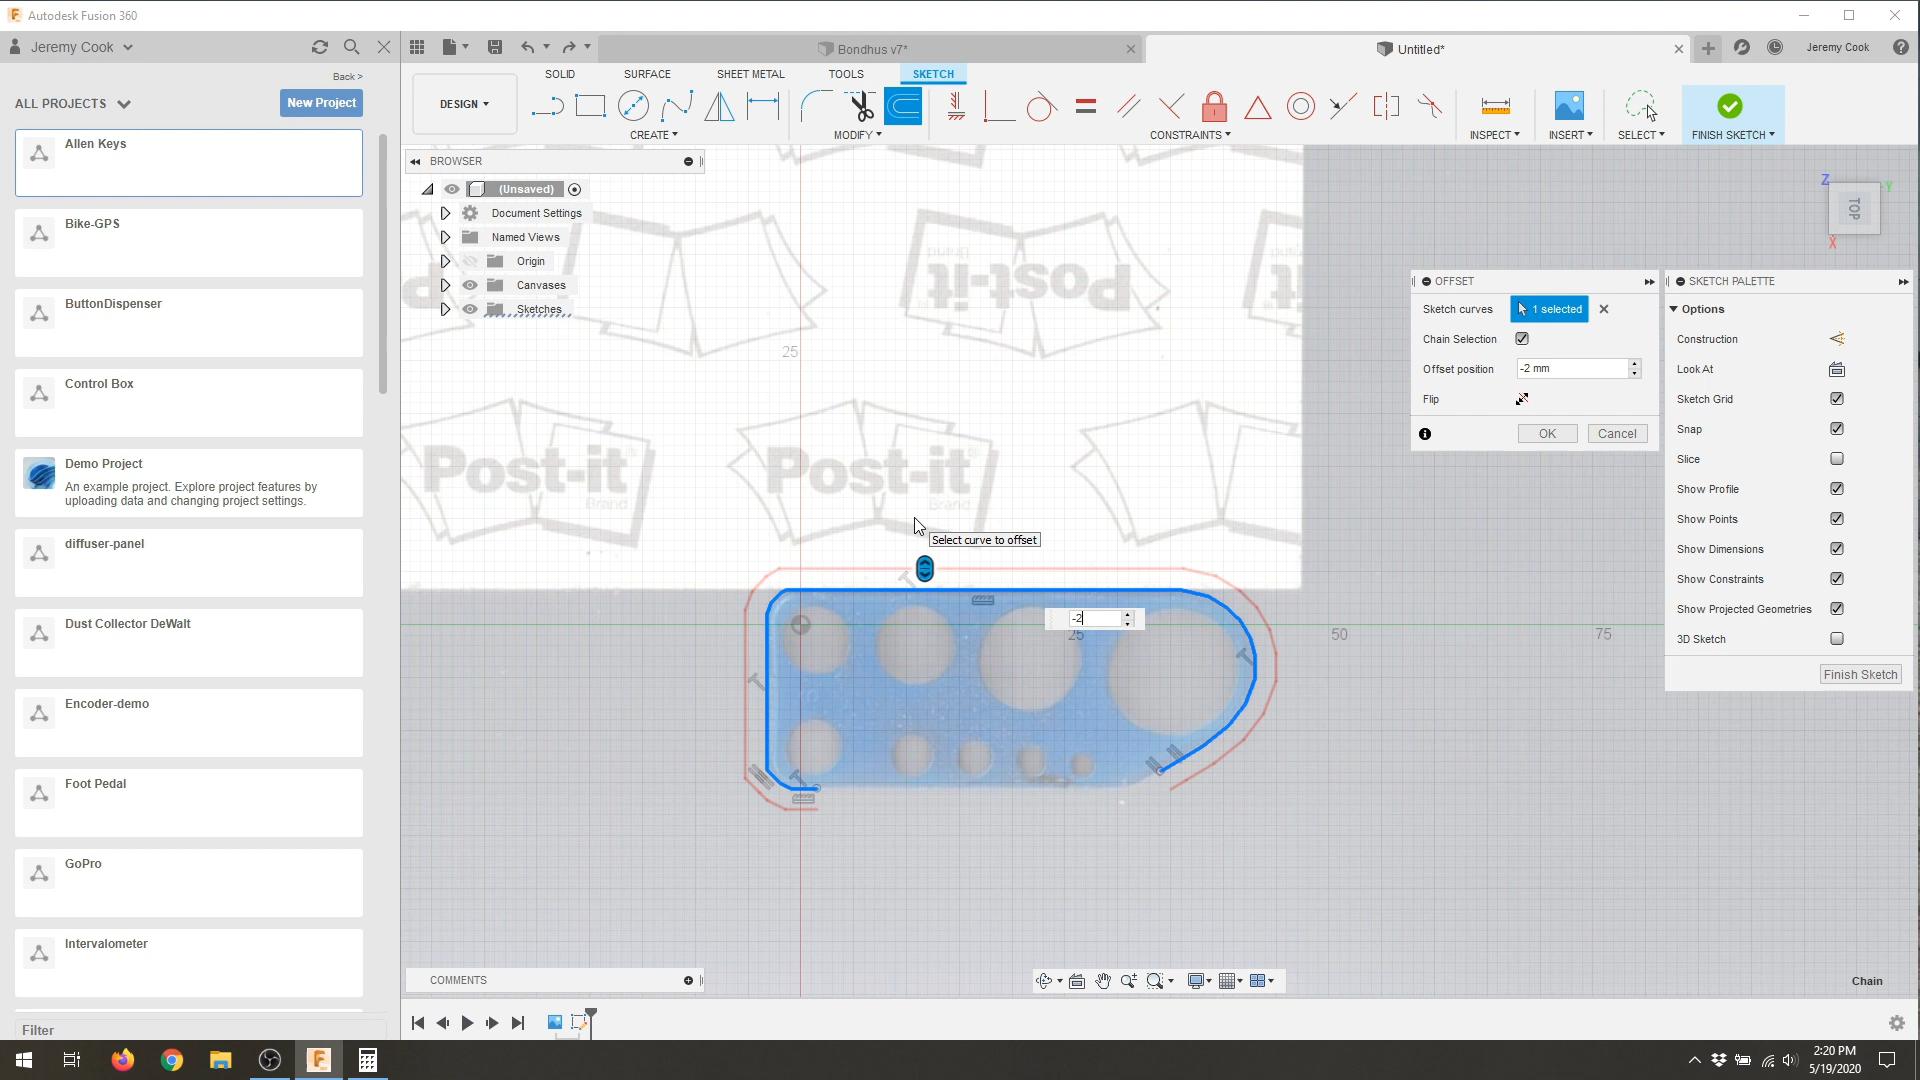 Autodesk Fusion 360
Jeremy Cook
Back >
ALL PROJECTS
New Project
Allen Keys
Bike-GPS
ButtonDispenser
Control Box
Demo Project
An example project. Explore project features by
uploading data and changing project settings.
diffuser-panel
Dust Collector DeWalt
Encoder-demo
Foot Pedal
GoPro
Intervalometer
Filter
Bondhus v7*
Untitled*
Jeremy Cook
SOLID
SURFACE
SHEET METAL
TOOLS
SKETCH
DESIGN
CREATE
MODIFY
CONSTRAINTS
INSPECT
INSERT
SELECT
FINISH SKETCH
BROWSER
(Unsaved)
Document Settings
Named Views
Origin
Canvases
Sketches
Post-it
25
Post-it
Brand
Post-it
Brand
Select curve to offset
-2
25
50
75
TOP
Z
Y
X
OFFSET
Sketch curves
1 selected
Chain Selection
Offset position
-2 mm
Flip
OK
Cancel
SKETCH PALETTE
Options
Construction
Look At
Sketch Grid
Snap
Slice
Show Profile
Show Points
Show Dimensions
Show Constraints
Show Projected Geometries
3D Sketch
Finish Sketch
COMMENTS
Chain
2:20 PM
5/19/2020